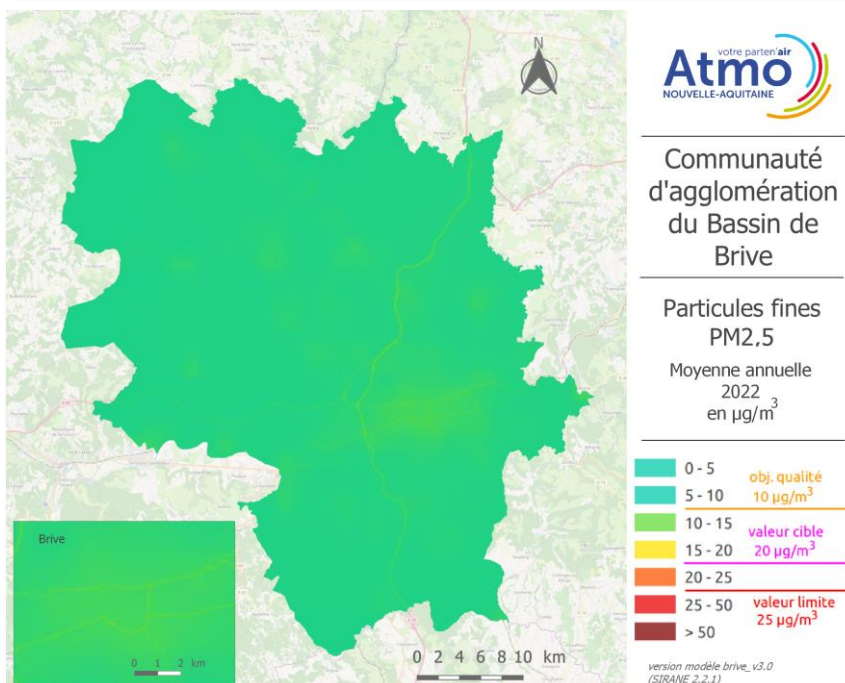 N
votre parten'air
Atmo
NOUVELLE-AQUITAINE
Communauté
d'agglomération
du Bassin de
Brive
Particules fines
PM2,5
Moyenne annuelle
2022
en µg/m³
0 - 5
5 - 10
10 - 15
15 - 20
20 - 25
25 - 50
> 50
obj. qualité
10 µg/m³
valeur cible
20 µg/m³
valeur limite
25 µg/m³
version modèle brive_v3.0
(SIRANE 2.2.1)
Brive
0 1 2 km
0 2 4 6 8 10 km